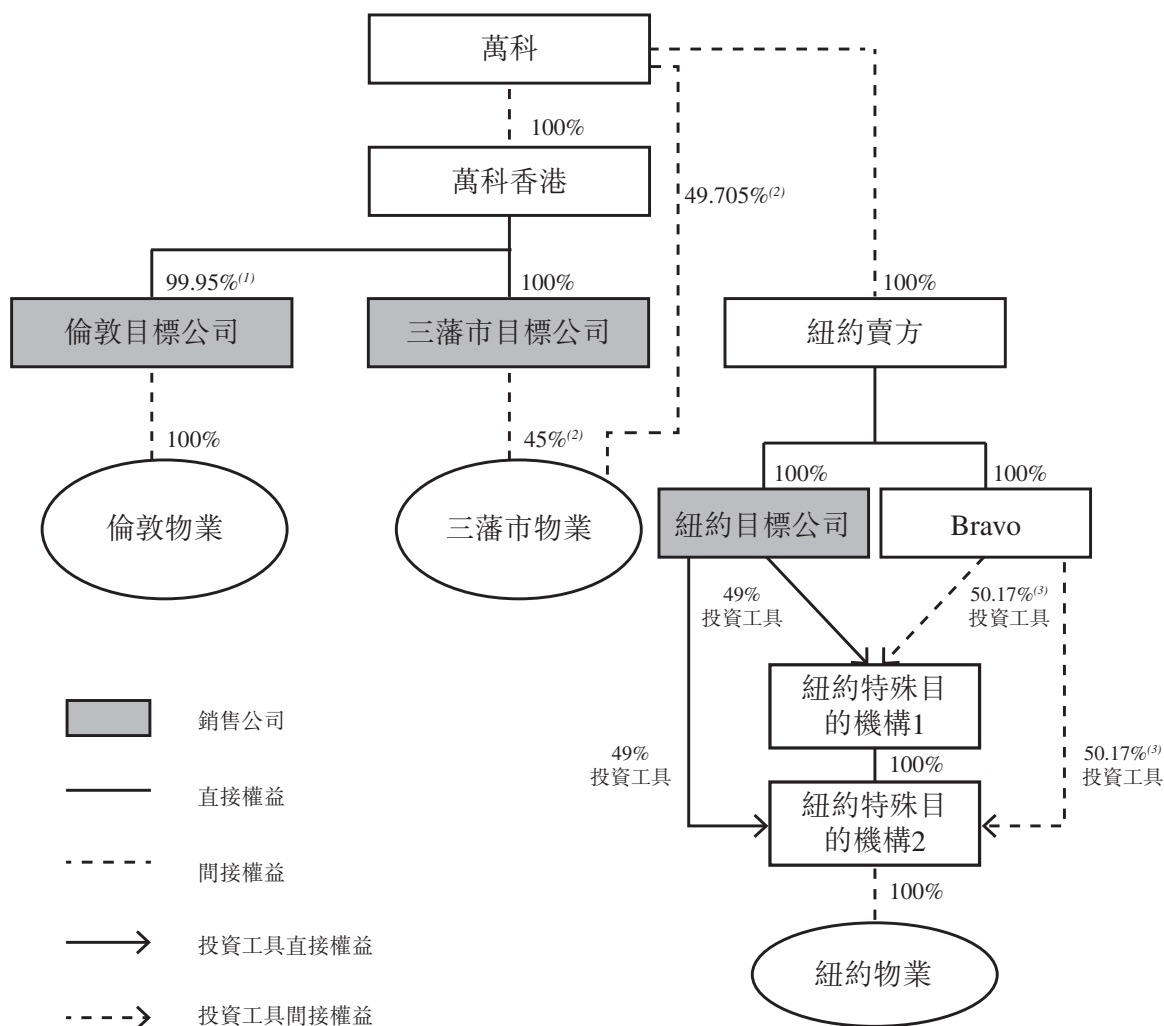 萬科
100%
萬科香港
49.705%(2)
99.95%(1)
100%
100%
倫敦目標公司
三藩市目標公司
紐約賣方
100%
45%(2)
100%
100%
倫敦物業
三藩市物業
紐約目標公司
Bravo
49%
投資工具
50.17%(3)
投資工具
紐約特殊目
的機構1
49%
投資工具
100%
50.17%(3)
投資工具
紐約特殊目
的機構2
100%
紐約物業
銷售公司
直接權益
間接權益
投資工具直接權益
投資工具間接權益